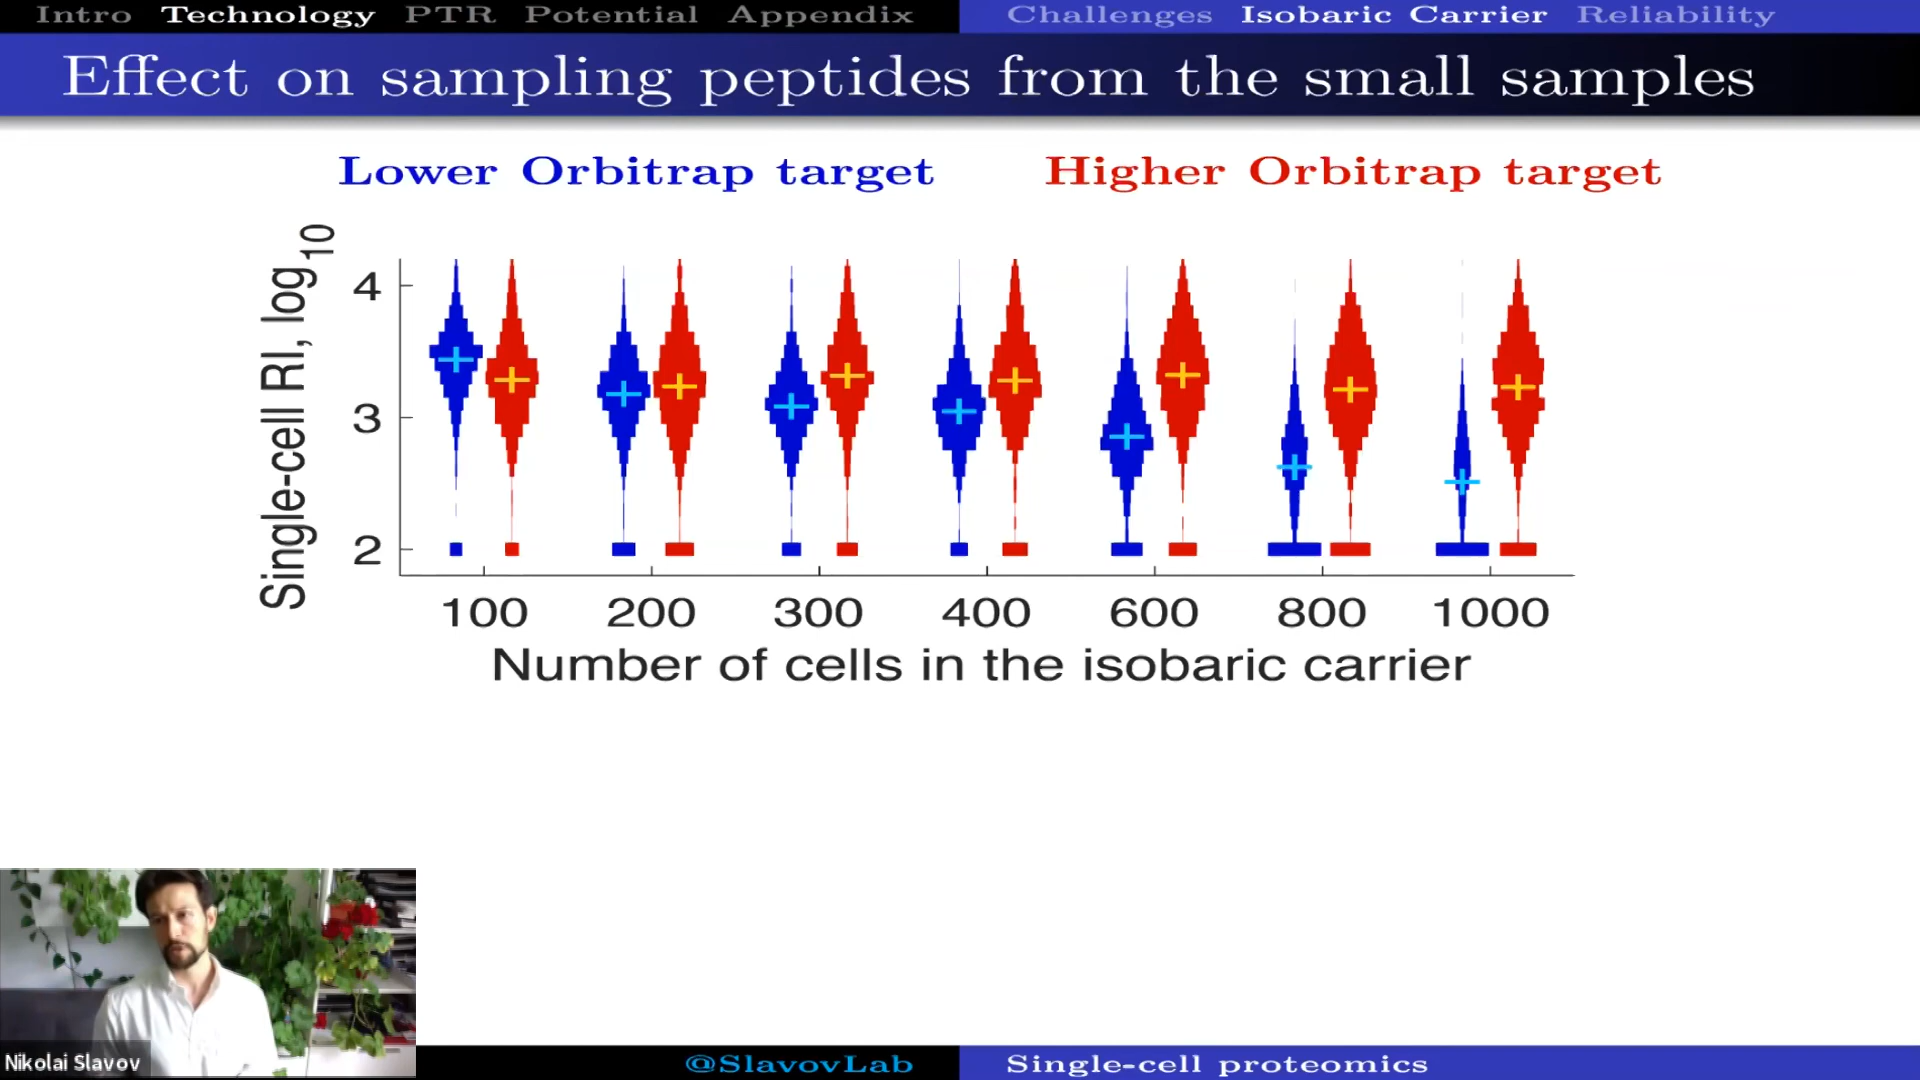 Intro Technology PTR Potential Appendix Challenges Isobaric Carrier Reliability
Effect on sampling peptides from the small samples
Lower Orbitrap target Higher Orbitrap target
Single-cell RI, log10
4
3
2
100 200 300 400 600 800 1000
Number of cells in the isobaric carrier
Nikolai Slavov
@SlavovLab Single-cell proteomics